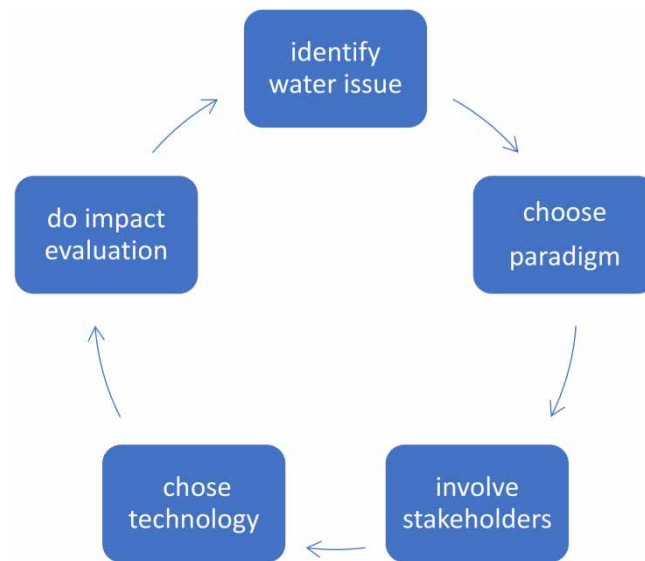 identify
water issue
choose
paradigm
involve
stakeholders
chose
technology
do impact
evaluation